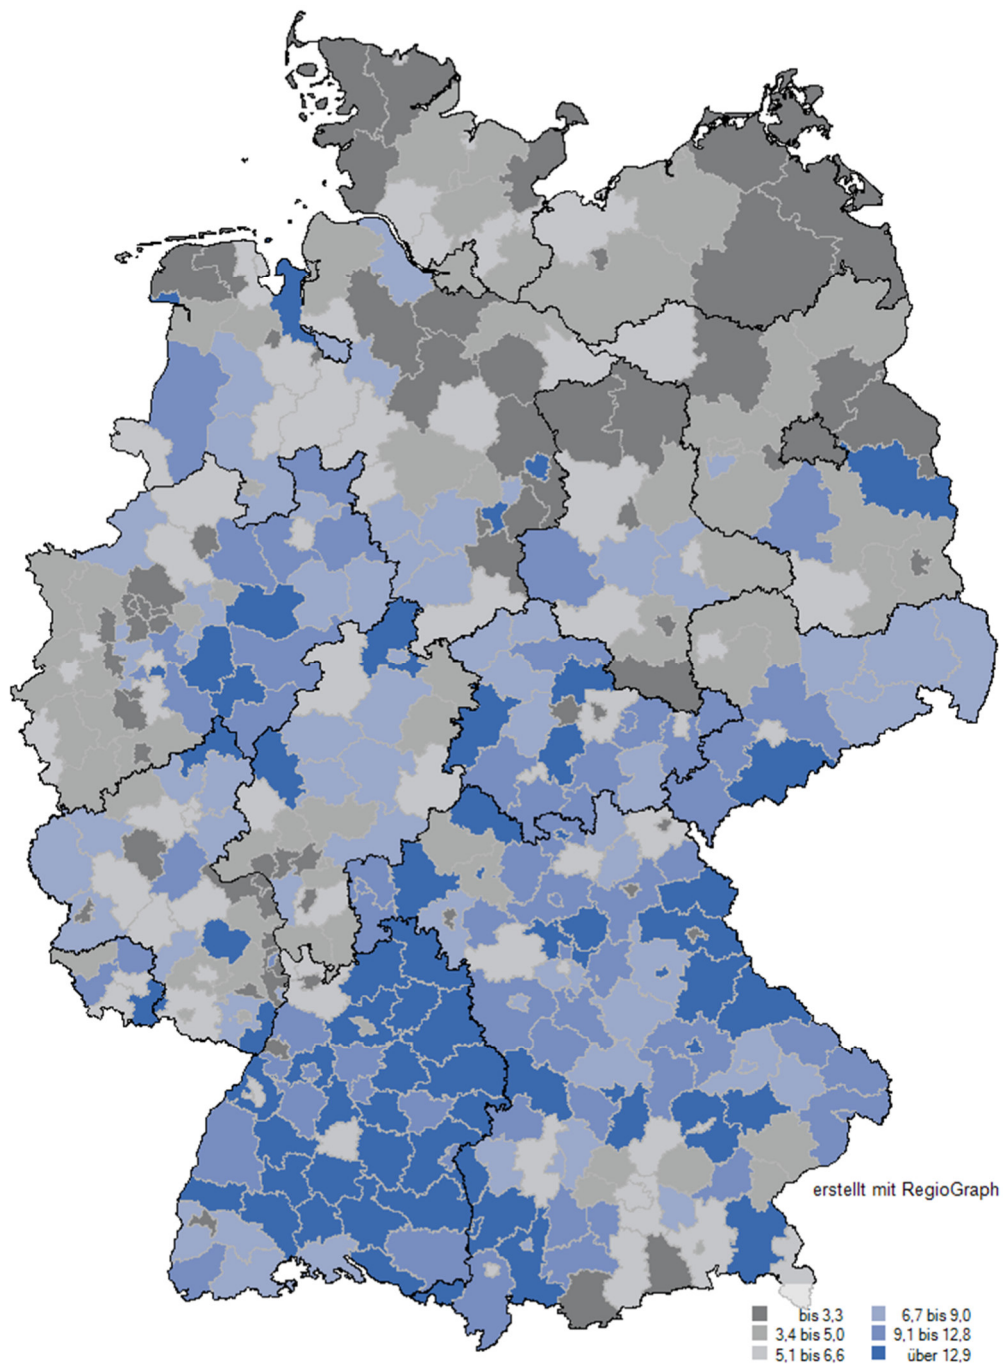 erstellt mit RegioGraph
bis 3,3
3,4 bis 5,0
5,1 bis 6,6
6,7 bis 9,0
9,1 bis 12,8
über 12,9